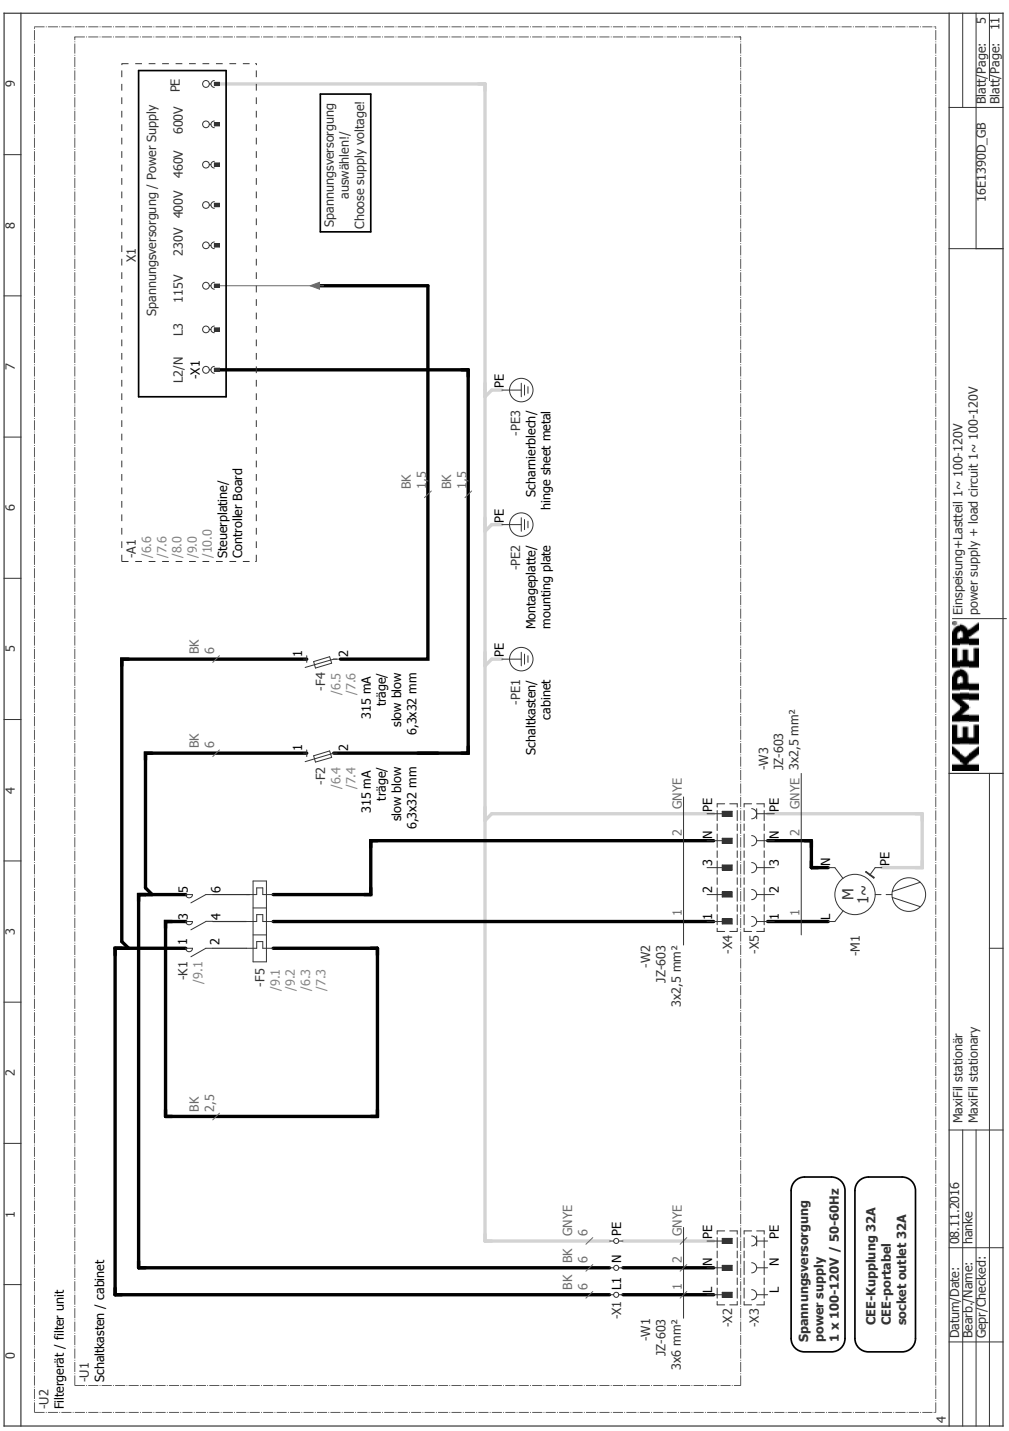 0
1
2
3
4
5
6
7
8
9
-U2
Filtergerät / filter unit
-U1
Schaltkasten / cabinet
-A1
/6.6
/7.6
/8.0
/9.0
/10.0
Steuerplatine/
Controller Board
X1
Spannungsversorgung / Power Supply
L2/N
L3
115V
230V
400V
460V
600V
PE
-X1
Spannungsversorgung
auswählen!/
Choose supply voltage!
BK
6
BK
6
BK
1,5
BK
1,5
1
2
-F4
/6.5
/7.6
315 mA
träge/
slow blow
6,3x32 mm
1
2
-F2
/6.4
/7.4
315 mA
träge/
slow blow
6,3x32 mm
PE
-PE1
Schaltkasten/
cabinet
PE
-PE2
Montageplatte/
mounting plate
PE
-PE3
Scharnierblech/
hinge sheet metal
-K1
/9.1
1
2
3
4
5
6
-F5
/9.1
/9.2
/6.3
/7.3
BK
2,5
BK
6
BK
6
GNYE
6
-X1
L1
N
PE
-W1
JZ-603
3x6 mm²
1
2
GNYE
-X2
L
N
PE
-X3
L
N
PE
-W2
JZ-603
3x2,5 mm²
1
2
GNYE
-X4
1
2
3
N
PE
-X5
1
2
3
N
PE
-W3
JZ-603
3x2,5 mm²
1
2
GNYE
L
N
M
1~
PE
-M1
Spannungsversorgung
power supply
1 x 100-120V / 50-60Hz
CEE-Kupplung 32A
CEE-portabel
socket outlet 32A
4
Datum/Date:
08.11.2016
Bearb./Name:
hanke
Gepr/Checked:
MaxiFil stationär
MaxiFil stationary
KEMPER
Einspeisung+Lastteil 1~ 100-120V
power supply + load circuit 1~ 100-120V
16E1390D_GB
Blatt/Page: 5
Blatt/Page: 11